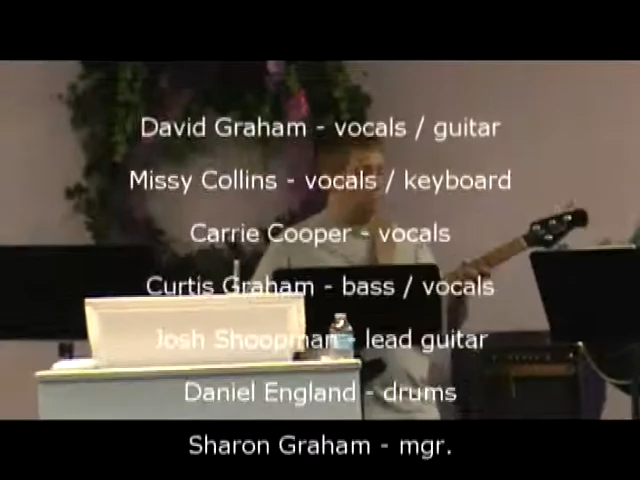 David Graham - vocals / guitar
Missy Collins - vocals / keyboard
Carrie Cooper - vocals
Curtis Graham - bass / vocals
Josh Shoopman - lead guitar
Daniel England - drums
Sharon Graham - mgr.